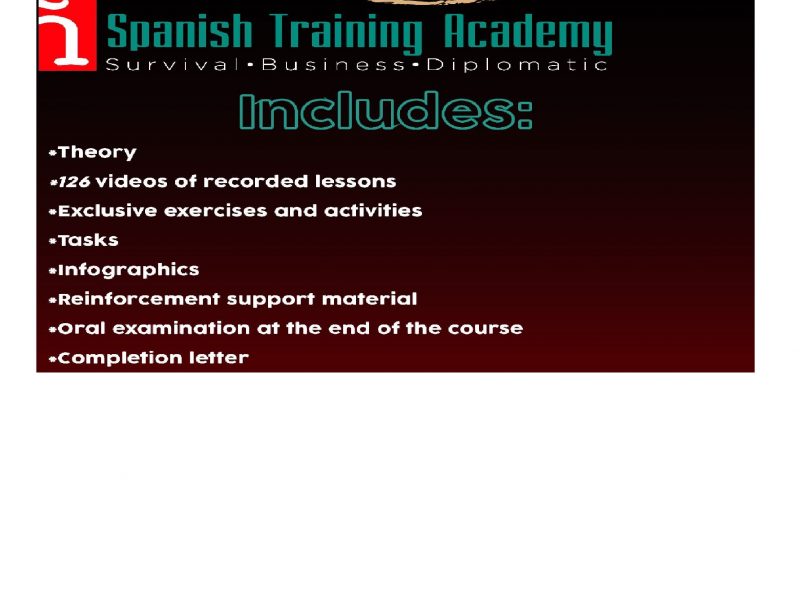 Spanish Training Academy
Survival•Business•Diplomatic
Includes:
*Theory
*126 videos of recorded lessons
*Exclusive exercises and activities
*Tasks
*Infographics
*Reinforcement support material
*Oral examination at the end of the course
*Completion letter